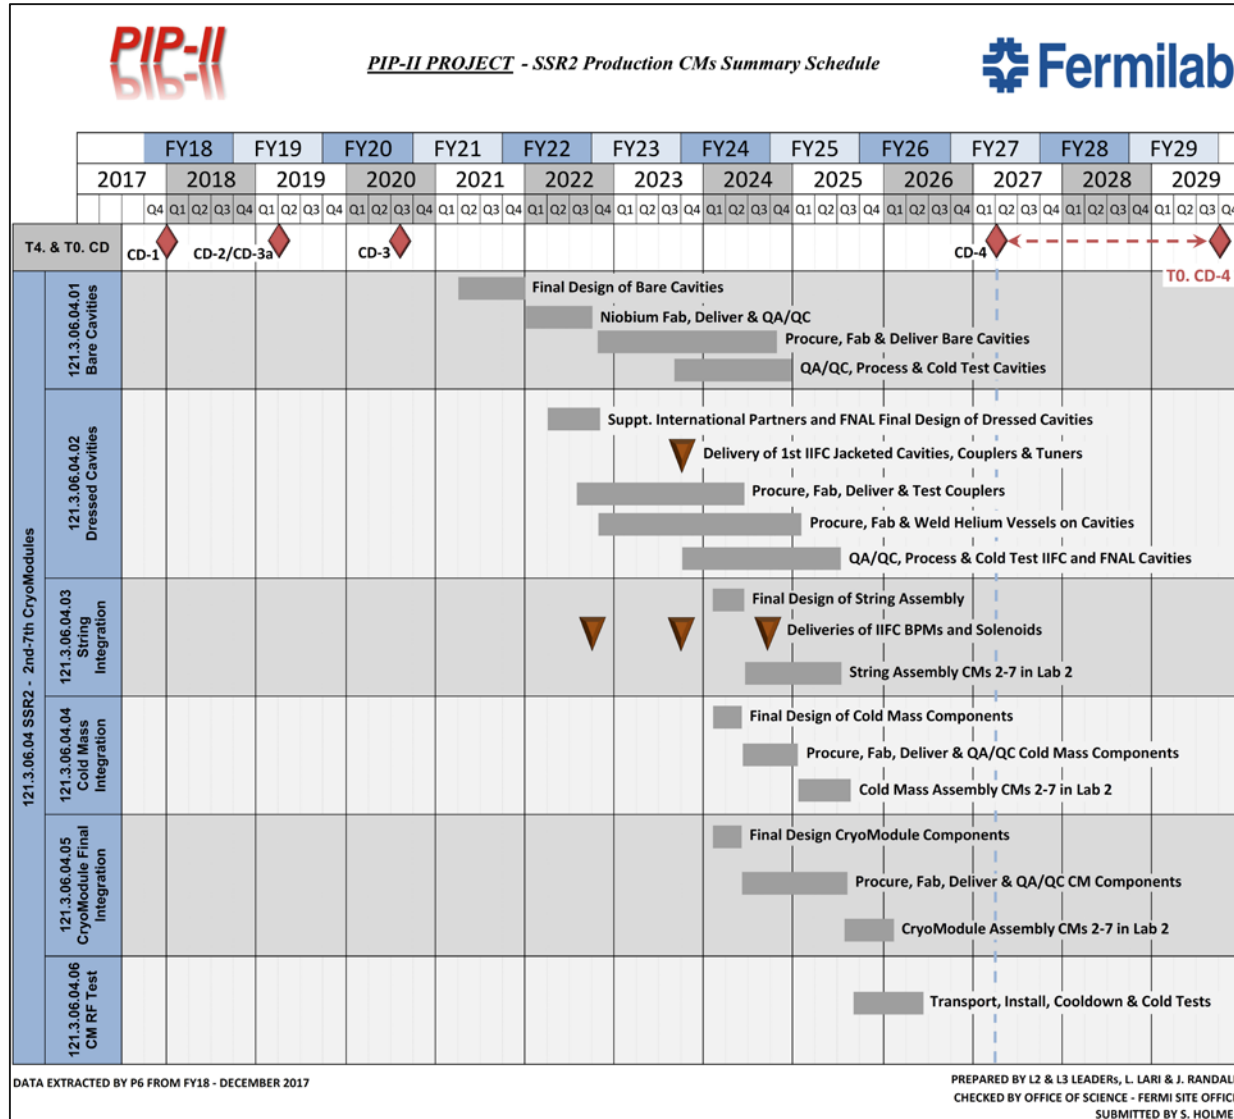 PIP-II
PIP-II PROJECT - SSR2 Production CMs Summary Schedule
Fermilab
FY18 FY19 FY20 FY21 FY22 FY23 FY24 FY25 FY26 FY27 FY28 FY29
2017 2018 2019 2020 2021 2022 2023 2024 2025 2026 2027 2028 2029
Q4 Q1 Q2 Q3 Q4 Q1 Q2 Q3 Q4 Q1 Q2 Q3 Q4 Q1 Q2 Q3 Q4 Q1 Q2 Q3 Q4 Q1 Q2 Q3 Q4 Q1 Q2 Q3 Q4 Q1 Q2 Q3 Q4 Q1 Q2 Q3 Q4 Q1 Q2 Q3 Q4 Q1 Q2 Q3 Q4 Q1 Q2 Q3 Q4
T4. & T0. CD
CD-1
CD-2/CD-3a
CD-3
CD-4
T0. CD-4
121.3.06.04 SSR2 - 2nd-7th CryoModules
121.3.06.04.01
Bare Cavities
Final Design of Bare Cavities
Niobium Fab, Deliver & QA/QC
Procure, Fab & Deliver Bare Cavities
QA/QC, Process & Cold Test Cavities
121.3.06.04.02
Dressed Cavities
Suppt. International Partners and FNAL Final Design of Dressed Cavities
Delivery of 1st IIFC Jacketed Cavities, Couplers & Tuners
Procure, Fab, Deliver & Test Couplers
Procure, Fab & Weld Helium Vessels on Cavities
QA/QC, Process & Cold Test IIFC and FNAL Cavities
121.3.06.04.03
String
Integration
Final Design of String Assembly
Deliveries of IIFC BPMs and Solenoids
String Assembly CMs 2-7 in Lab 2
121.3.06.04.04
Cold Mass
Integration
Final Design of Cold Mass Components
Procure, Fab, Deliver & QA/QC Cold Mass Components
Cold Mass Assembly CMs 2-7 in Lab 2
121.3.06.04.05
CryoModule Final
Integration
Final Design CryoModule Components
Procure, Fab, Deliver & QA/QC CM Components
CryoModule Assembly CMs 2-7 in Lab 2
121.3.06.04.06
CM RF Test
Transport, Install, Cooldown & Cold Tests
DATA EXTRACTED BY P6 FROM FY18 - DECEMBER 2017
PREPARED BY L2 & L3 LEADERs, L. LARI & J. RANDALL
CHECKED BY OFFICE OF SCIENCE - FERMI SITE OFFIC
SUBMITTED BY S. HOLME